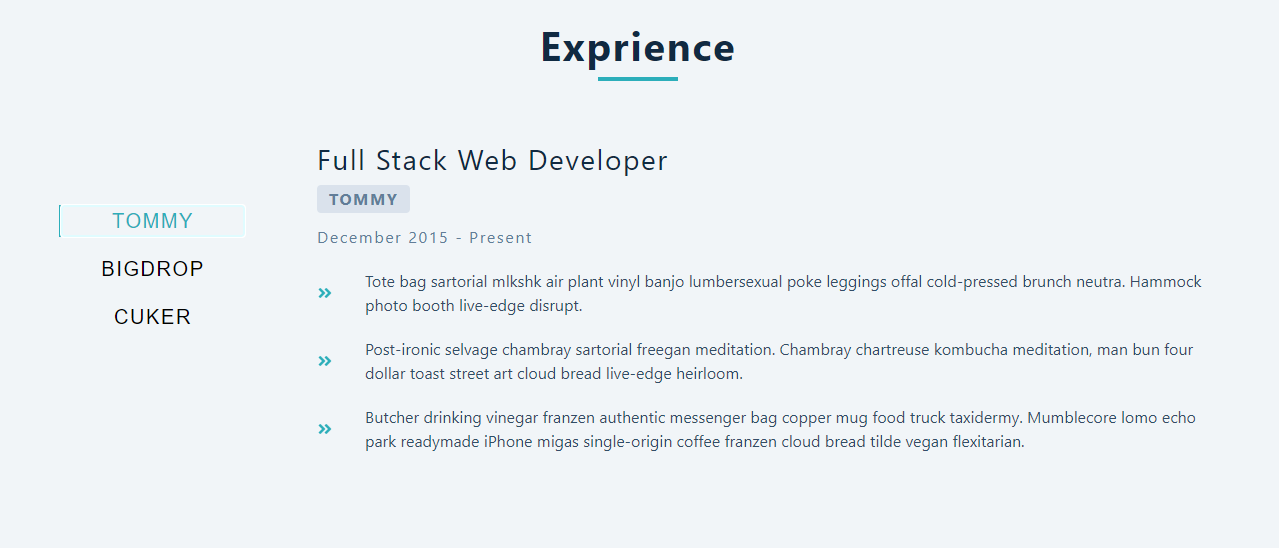 Exprience
TOMMY
BIGDROP
CUKER
Full Stack Web Developer
TOMMY
December 2015 - Present
Tote bag sartorial mlkshk air plant vinyl banjo lumbersexual poke leggings offal cold-pressed brunch neutra. Hammock
photo booth live-edge disrupt.
Post-ironic selvage chambray sartorial freegan meditation. Chambray chartreuse kombucha meditation, man bun four
dollar toast street art cloud bread live-edge heirloom.
Butcher drinking vinegar franzen authentic messenger bag copper mug food truck taxidermy. Mumblecore lomo echo
park readymade iPhone migas single-origin coffee franzen cloud bread tilde vegan flexitarian.